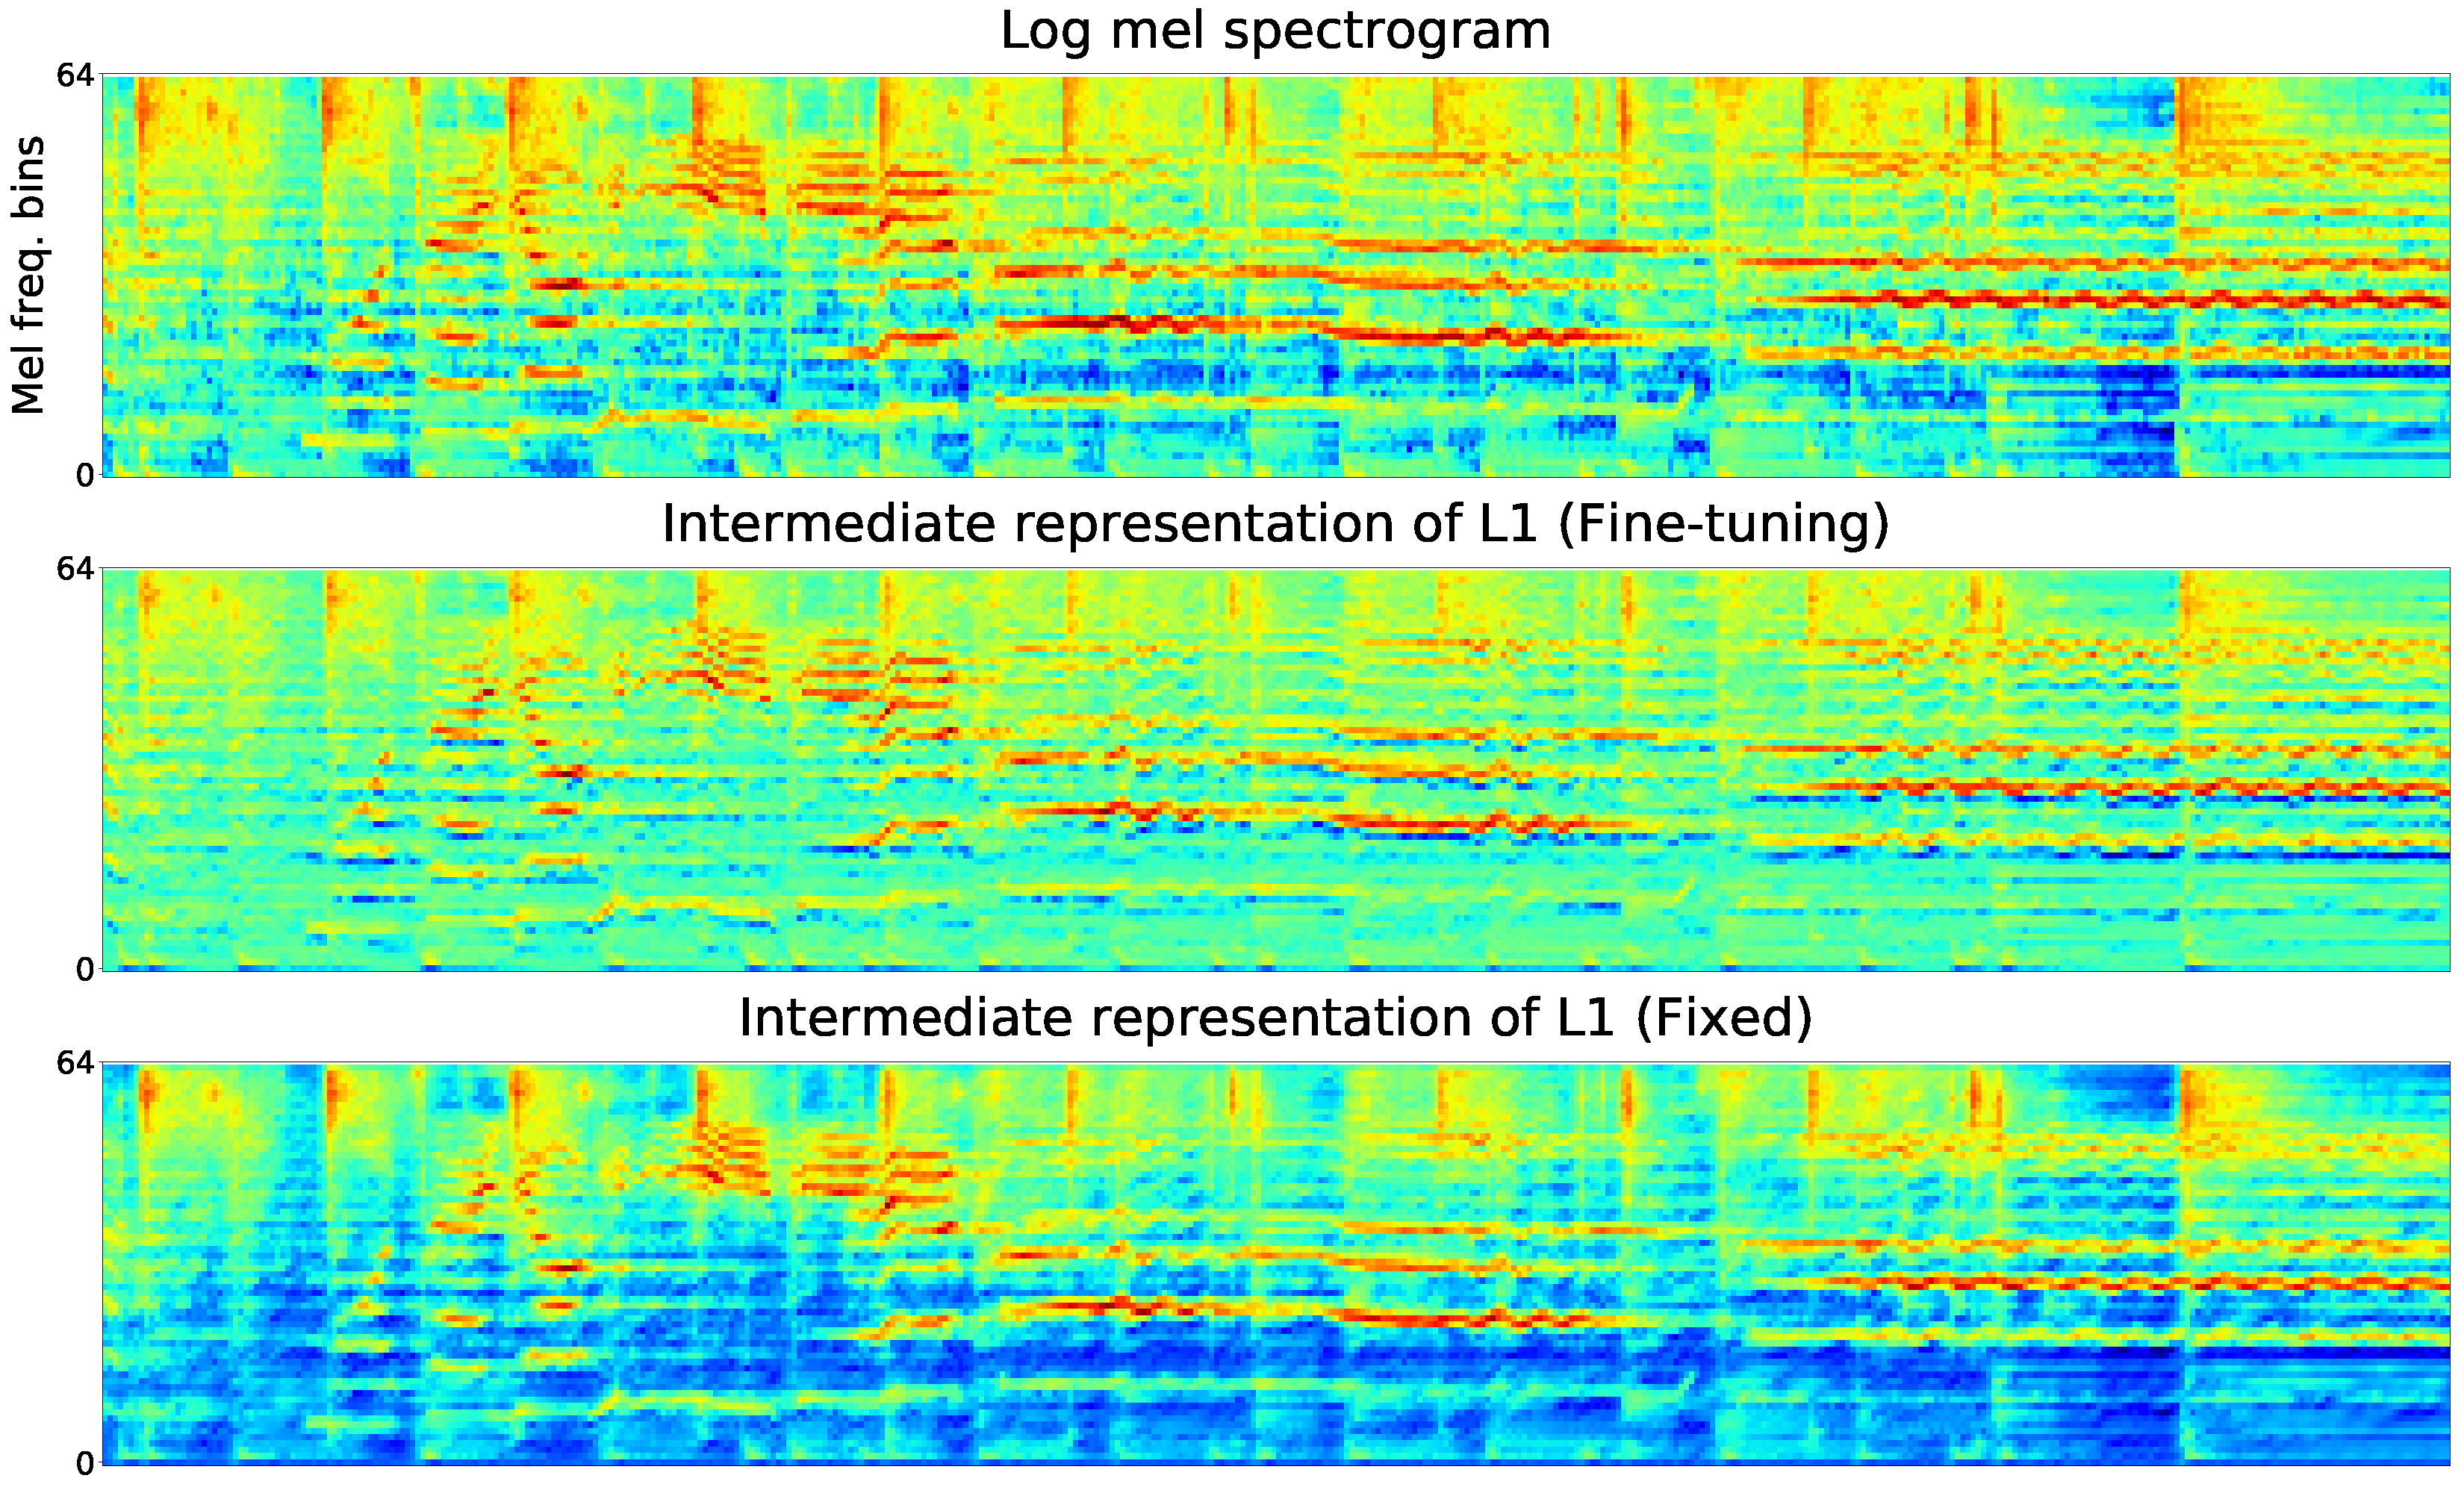 Log mel spectrogram
64
Mel freq. bins
0
Intermediate representation of L1 (Fine-tuning)
64
0
Intermediate representation of L1 (Fixed)
64
0